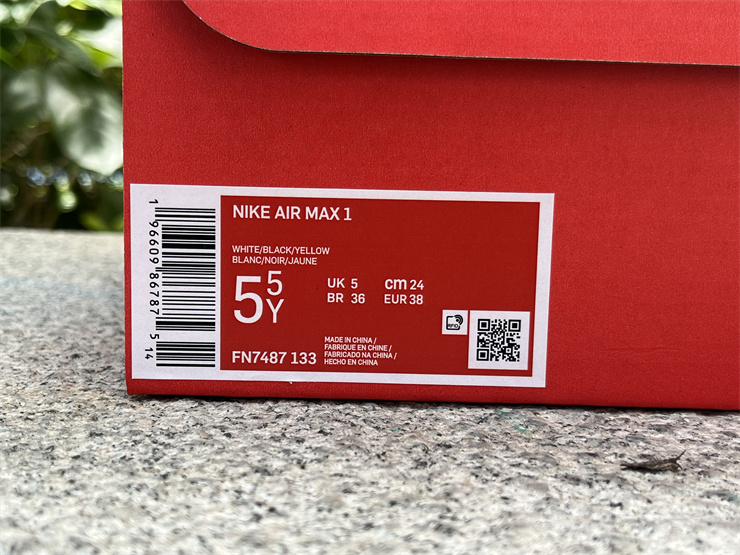 1 96609 86787 5 14
NIKE AIR MAX 1
WHITE/BLACK/YELLOW
BLANC/NOIR/JAUNE
5 5Y
UK 5 cm 24
BR 36 EUR 38
RFID
FN7487 133
MADE IN CHINA /
FABRIQUE EN CHINE /
FABRICADO NA CHINA /
HECHO EN CHINA